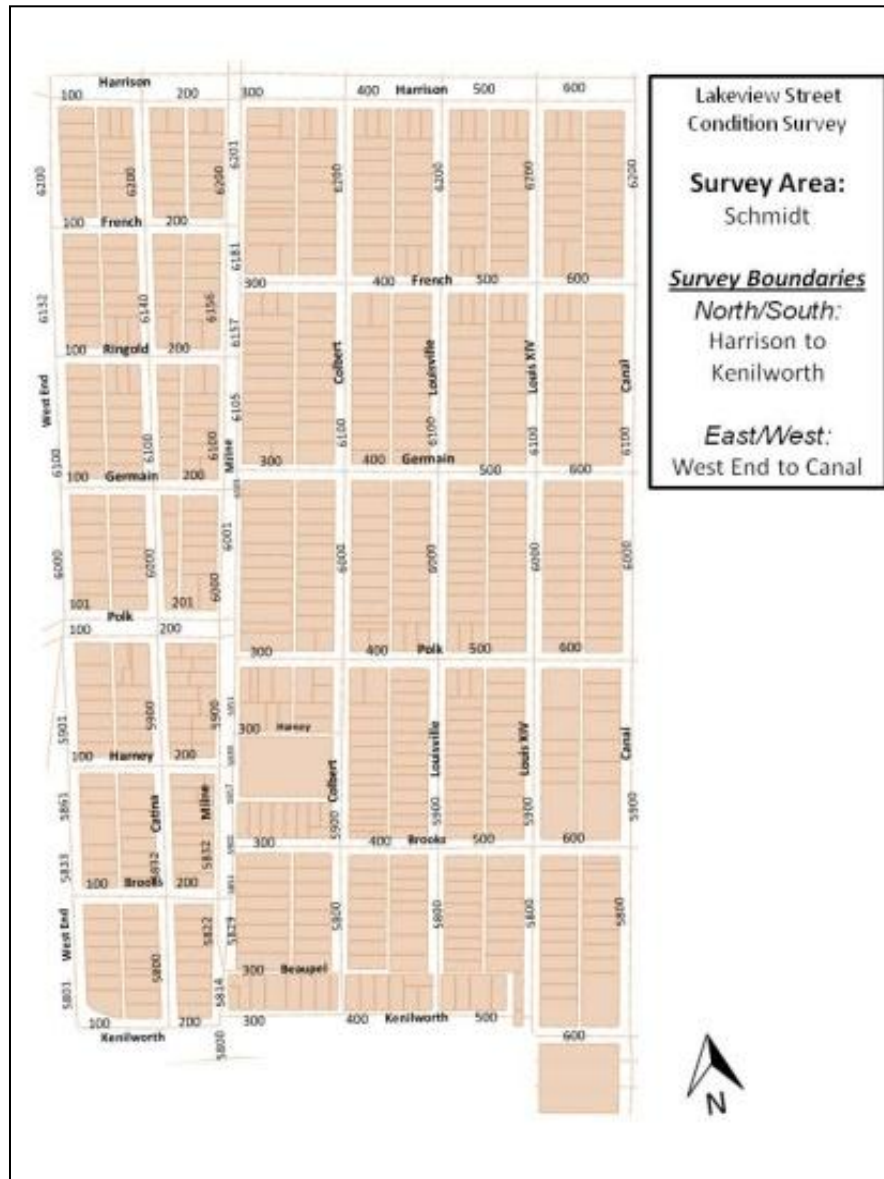 Lakeview Street
Condition Survey
Survey Area:
Schmidt
Survey Boundaries
North/South:
Harrison to
Kenilworth
East/West:
West End to Canal
Harrison Harrison
100 200 300 400 500 600
6200 6200 6200 6201 6200 6200 6200 6200
100 French 200
6181
300 400 French 500 600
6132 6140 6156 6157
100 Ringold 200
West End Colbert Louisville Louis XIV Canal
6105
6100 6100 6100 Milne 6100 6100 6100 6100
300 400 Germain 500 600
100 Germain 200
6001
6000 6000 6000 6000 6000 6000 6000
101 201
Polk
100 200
300 400 Polk 500 600
5901 5900 5900
300 Harney
100 Harney 200
Colbert Louisville Louis XIV Canal
5861 Catina Milne
5900 5900 5900 5900
5833 5832 5832
300 400 Brooks 500 600
100 Brooks 200
West End 5822 5829 5800 5800 5800 5800
5800
300 Beaupel
5801 5814
100 200 300 400 Kenilworth 500
Kenilworth
5800
600
N